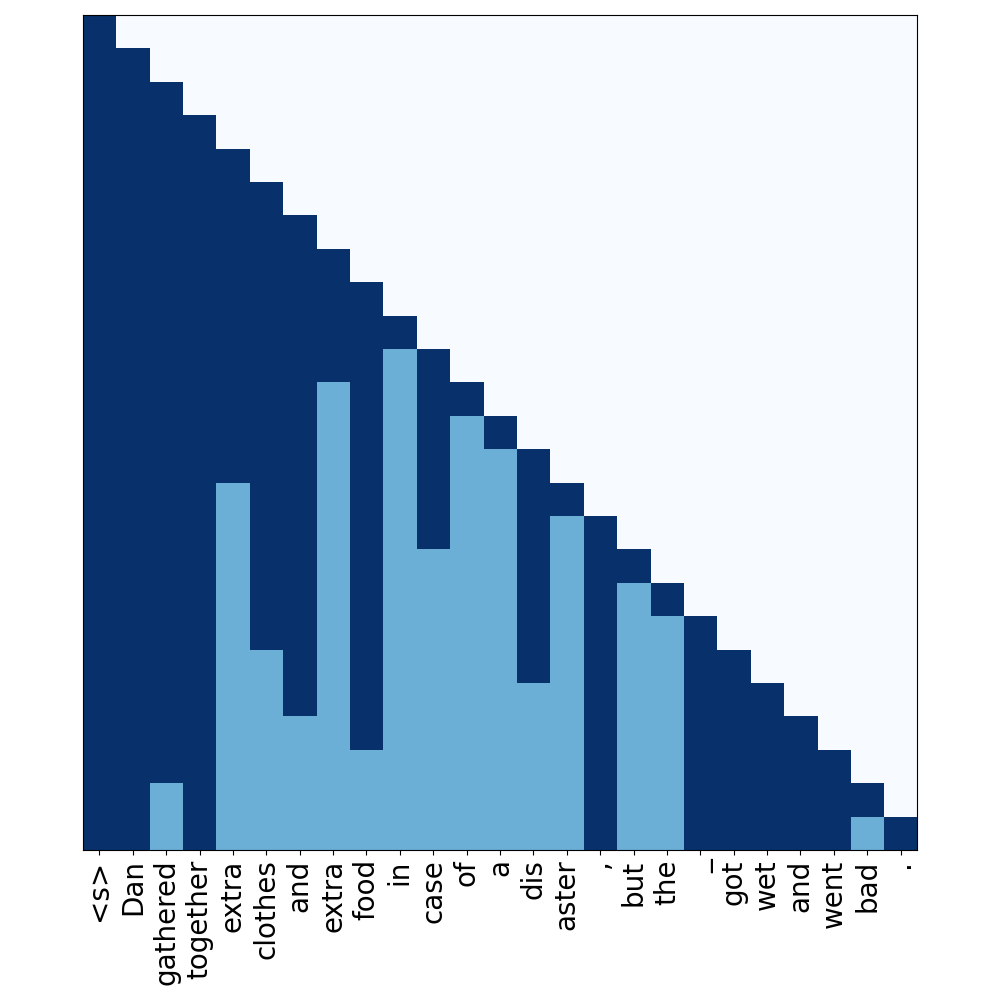 <s>
Dan
gathered
together
extra
clothes
and
extra
food
in
case
of
a
dis
aster
,
but
the
_
got
wet
and
went
bad
.